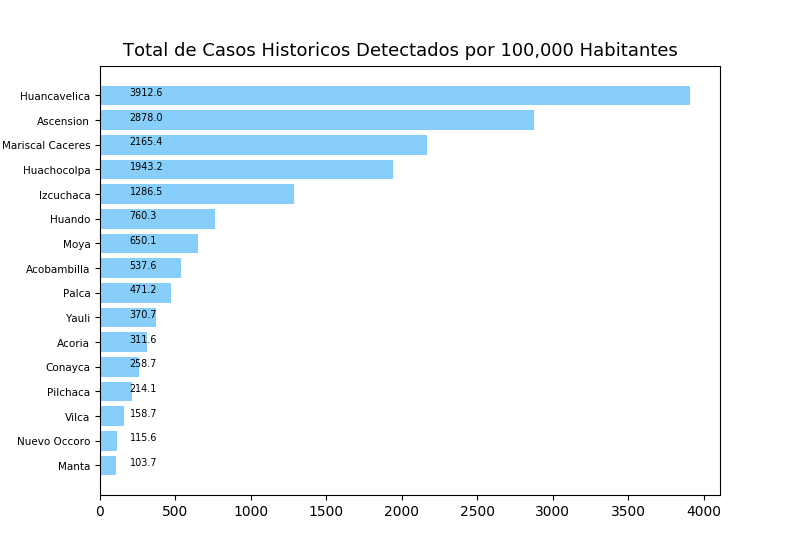 Total de Casos Historicos Detectados por 100,000 Habitantes
Huancavelica 3912.6
Ascension 2878.0
Mariscal Caceres 2165.4
Huachocolpa 1943.2
Izcuchaca 1286.5
Huando 760.3
Moya 650.1
Acobambilla 537.6
Palca 471.2
Yauli 370.7
Acoria 311.6
Conayca 258.7
Pilchaca 214.1
Vilca 158.7
Nuevo Occoro 115.6
Manta 103.7
0 500 1000 1500 2000 2500 3000 3500 4000